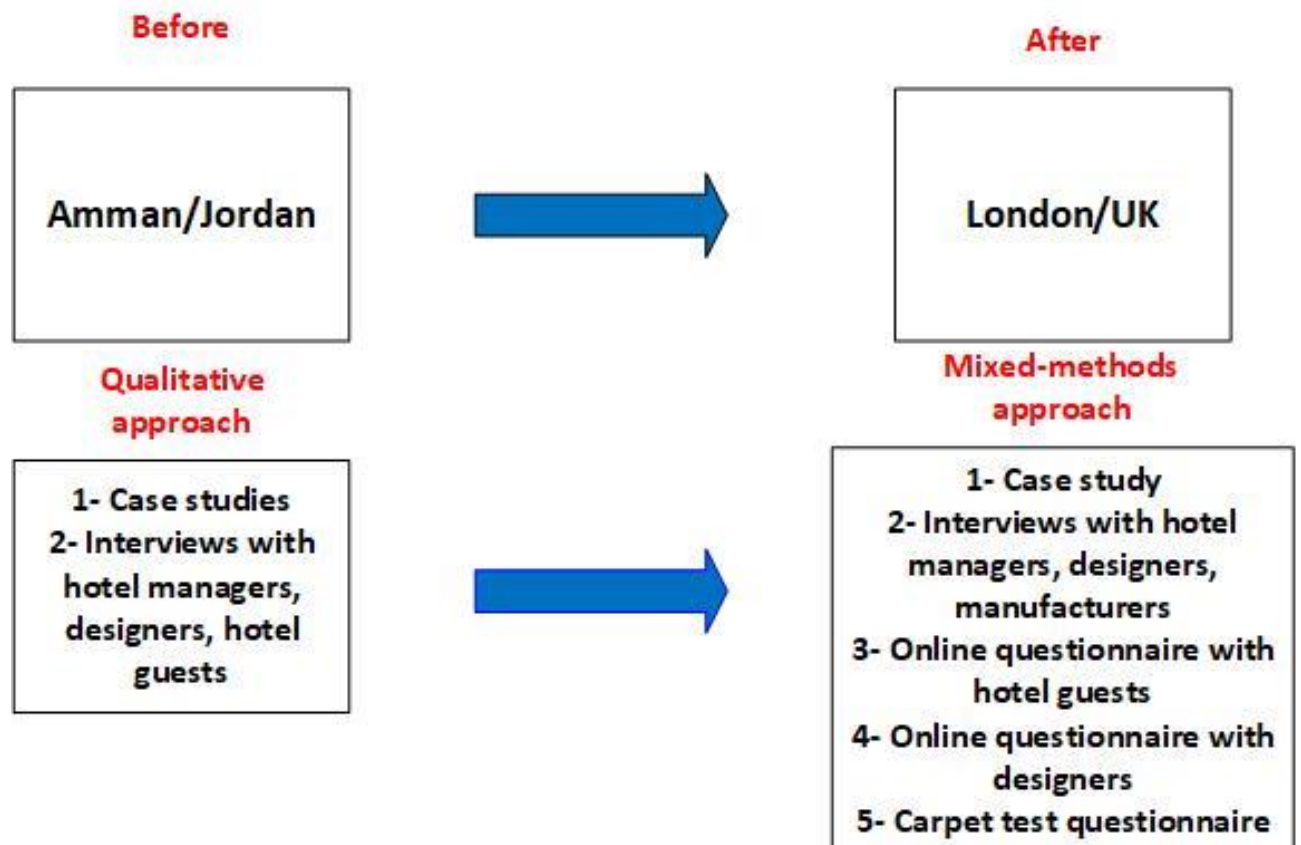 Before
After
Amman/Jordan
London/UK
Qualitative
approach
Mixed-methods
approach
1- Case studies
2- Interviews with
hotel managers,
designers, hotel
guests
1- Case study
2- Interviews with hotel
managers, designers,
manufacturers
3- Online questionnaire with
hotel guests
4- Online questionnaire with
designers
5- Carpet test questionnaire